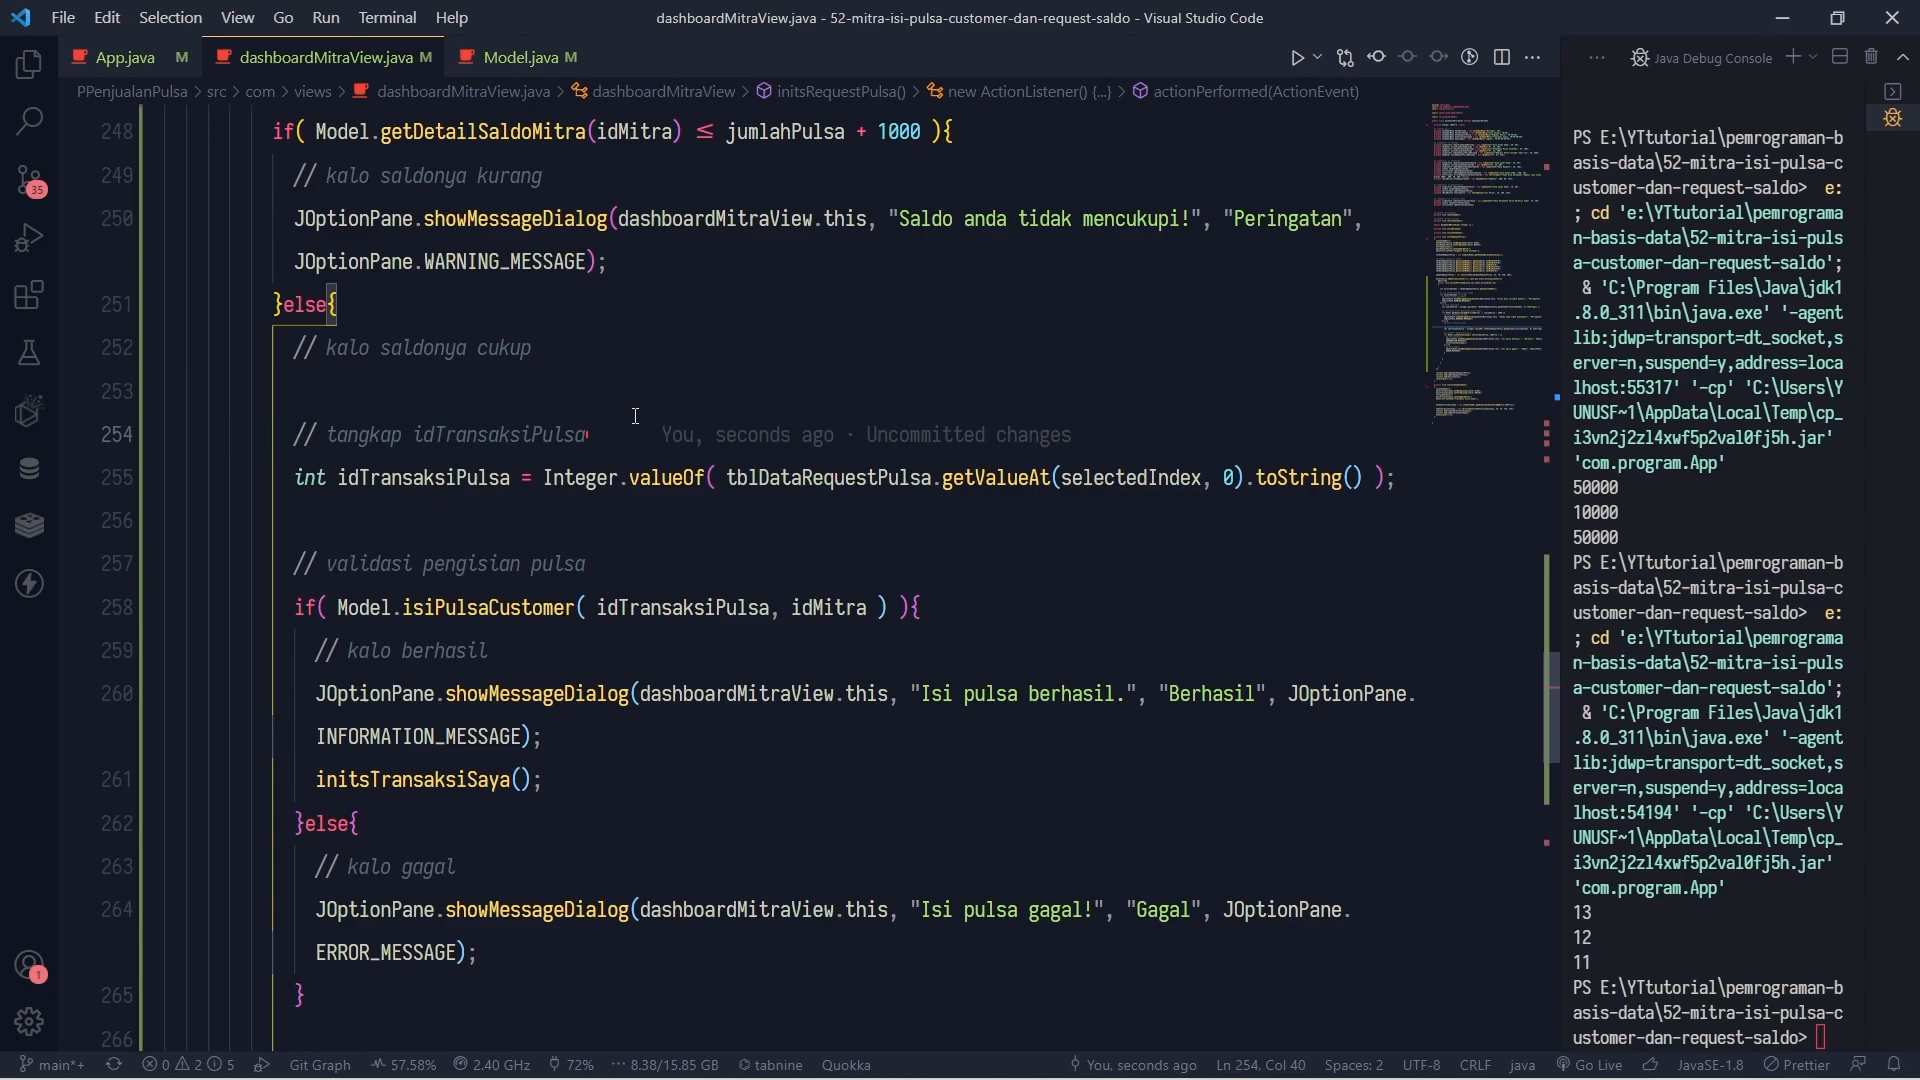 File Edit Selection View Go Run Terminal Help
dashboardMitraView.java - 52-mitra-isi-pulsa-customer-dan-request-saldo - Visual Studio Code
App.java M dashboardMitraView.java M Model.java M
Java Debug Console
PPenjualanPulsa > src > com > views > dashboardMitraView.java > dashboardMitraView > initsRequestPulsa() > new ActionListener() {...} > actionPerformed(ActionEvent)
248 if( Model.getDetailSaldoMitra(idMitra) ≤ jumlahPulsa + 1000 ){
249 // kalo saldonya kurang
250 JOptionPane.showMessageDialog(dashboardMitraView.this, "Saldo anda tidak mencukupi!", "Peringatan",
JOptionPane.WARNING_MESSAGE);
251 }else{
252 // kalo saldonya cukup
253
254 // tangkap idTransaksiPulsa You, seconds ago · Uncommitted changes
255 int idTransaksiPulsa = Integer.valueOf( tblDataRequestPulsa.getValueAt(selectedIndex, 0).toString() );
256
257 // validasi pengisian pulsa
258 if( Model.isiPulsaCustomer( idTransaksiPulsa, idMitra ) ){
259 // kalo berhasil
260 JOptionPane.showMessageDialog(dashboardMitraView.this, "Isi pulsa berhasil.", "Berhasil", JOptionPane.
INFORMATION_MESSAGE);
261 initsTransaksiSaya();
262 }else{
263 // kalo gagal
264 JOptionPane.showMessageDialog(dashboardMitraView.this, "Isi pulsa gagal!", "Gagal", JOptionPane.
ERROR_MESSAGE);
265 }
266
PS E:\YTtutorial\pemrograman-b
asis-data\52-mitra-isi-pulsa-c
ustomer-dan-request-saldo> e:
; cd 'e:\YTtutorial\pemrograma
n-basis-data\52-mitra-isi-puls
a-customer-dan-request-saldo';
& 'C:\Program Files\Java\jdk1
.8.0_311\bin\java.exe' '-agent
lib:jdwp=transport=dt_socket,s
erver=n,suspend=y,address=loca
lhost:55317' '-cp' 'C:\Users\Y
UNUSF~1\AppData\Local\Temp\cp_
i3vn2j2zl4xwf5p2val0fj5h.jar'
'com.program.App'
50000
10000
50000
PS E:\YTtutorial\pemrograman-b
asis-data\52-mitra-isi-pulsa-c
ustomer-dan-request-saldo> e:
; cd 'e:\YTtutorial\pemrograma
n-basis-data\52-mitra-isi-puls
a-customer-dan-request-saldo';
& 'C:\Program Files\Java\jdk1
.8.0_311\bin\java.exe' '-agent
lib:jdwp=transport=dt_socket,s
erver=n,suspend=y,address=loca
lhost:54194' '-cp' 'C:\Users\Y
UNUSF~1\AppData\Local\Temp\cp_
i3vn2j2zl4xwf5p2val0fj5h.jar'
'com.program.App'
13
12
11
PS E:\YTtutorial\pemrograman-b
asis-data\52-mitra-isi-pulsa-c
ustomer-dan-request-saldo>
35
1
main*+ 0 2 5 Git Graph 57.58% 2.40 GHz 72% 8.38/15.85 GB tabnine Quokka You, seconds ago Ln 254, Col 40 Spaces: 2 UTF-8 CRLF java Go Live JavaSE-1.8 Prettier